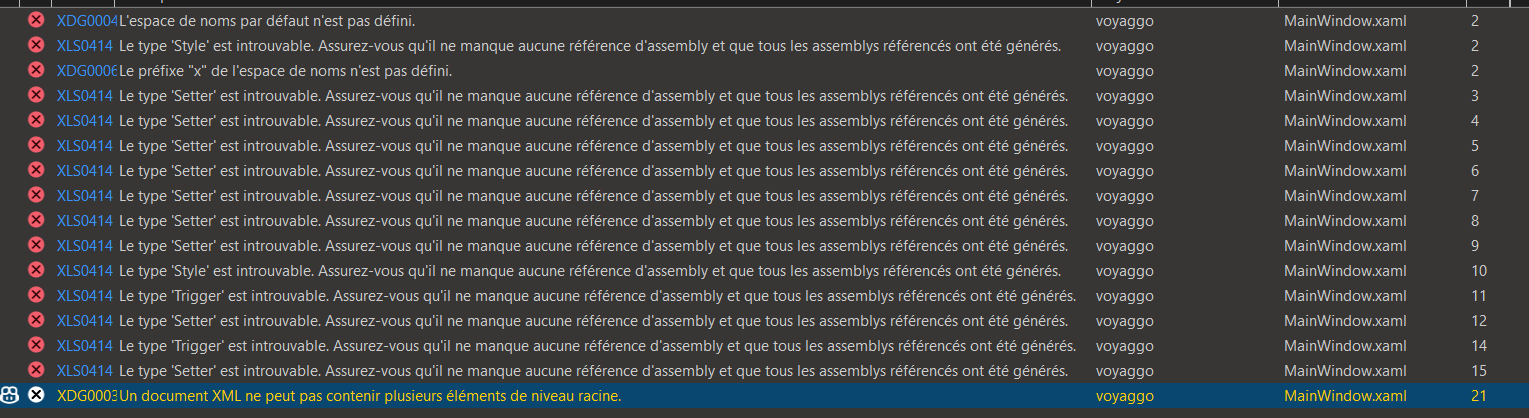 XDG0004 L'espace de noms par défaut n'est pas défini. voyaggo MainWindow.xaml 2
XLS0414 Le type 'Style' est introuvable. Assurez-vous qu'il ne manque aucune référence d'assembly et que tous les assemblys référencés ont été générés. voyaggo MainWindow.xaml 2
XDG0006 Le préfixe "x" de l'espace de noms n'est pas défini. voyaggo MainWindow.xaml 2
XLS0414 Le type 'Setter' est introuvable. Assurez-vous qu'il ne manque aucune référence d'assembly et que tous les assemblys référencés ont été générés. voyaggo MainWindow.xaml 3
XLS0414 Le type 'Setter' est introuvable. Assurez-vous qu'il ne manque aucune référence d'assembly et que tous les assemblys référencés ont été générés. voyaggo MainWindow.xaml 4
XLS0414 Le type 'Setter' est introuvable. Assurez-vous qu'il ne manque aucune référence d'assembly et que tous les assemblys référencés ont été générés. voyaggo MainWindow.xaml 5
XLS0414 Le type 'Setter' est introuvable. Assurez-vous qu'il ne manque aucune référence d'assembly et que tous les assemblys référencés ont été générés. voyaggo MainWindow.xaml 6
XLS0414 Le type 'Setter' est introuvable. Assurez-vous qu'il ne manque aucune référence d'assembly et que tous les assemblys référencés ont été générés. voyaggo MainWindow.xaml 7
XLS0414 Le type 'Setter' est introuvable. Assurez-vous qu'il ne manque aucune référence d'assembly et que tous les assemblys référencés ont été générés. voyaggo MainWindow.xaml 8
XLS0414 Le type 'Setter' est introuvable. Assurez-vous qu'il ne manque aucune référence d'assembly et que tous les assemblys référencés ont été générés. voyaggo MainWindow.xaml 9
XLS0414 Le type 'Style' est introuvable. Assurez-vous qu'il ne manque aucune référence d'assembly et que tous les assemblys référencés ont été générés. voyaggo MainWindow.xaml 10
XLS0414 Le type 'Trigger' est introuvable. Assurez-vous qu'il ne manque aucune référence d'assembly et que tous les assemblys référencés ont été générés. voyaggo MainWindow.xaml 11
XLS0414 Le type 'Setter' est introuvable. Assurez-vous qu'il ne manque aucune référence d'assembly et que tous les assemblys référencés ont été générés. voyaggo MainWindow.xaml 12
XLS0414 Le type 'Trigger' est introuvable. Assurez-vous qu'il ne manque aucune référence d'assembly et que tous les assemblys référencés ont été générés. voyaggo MainWindow.xaml 14
XLS0414 Le type 'Setter' est introuvable. Assurez-vous qu'il ne manque aucune référence d'assembly et que tous les assemblys référencés ont été générés. voyaggo MainWindow.xaml 15
XDG0003 Un document XML ne peut pas contenir plusieurs éléments de niveau racine. voyaggo MainWindow.xaml 21